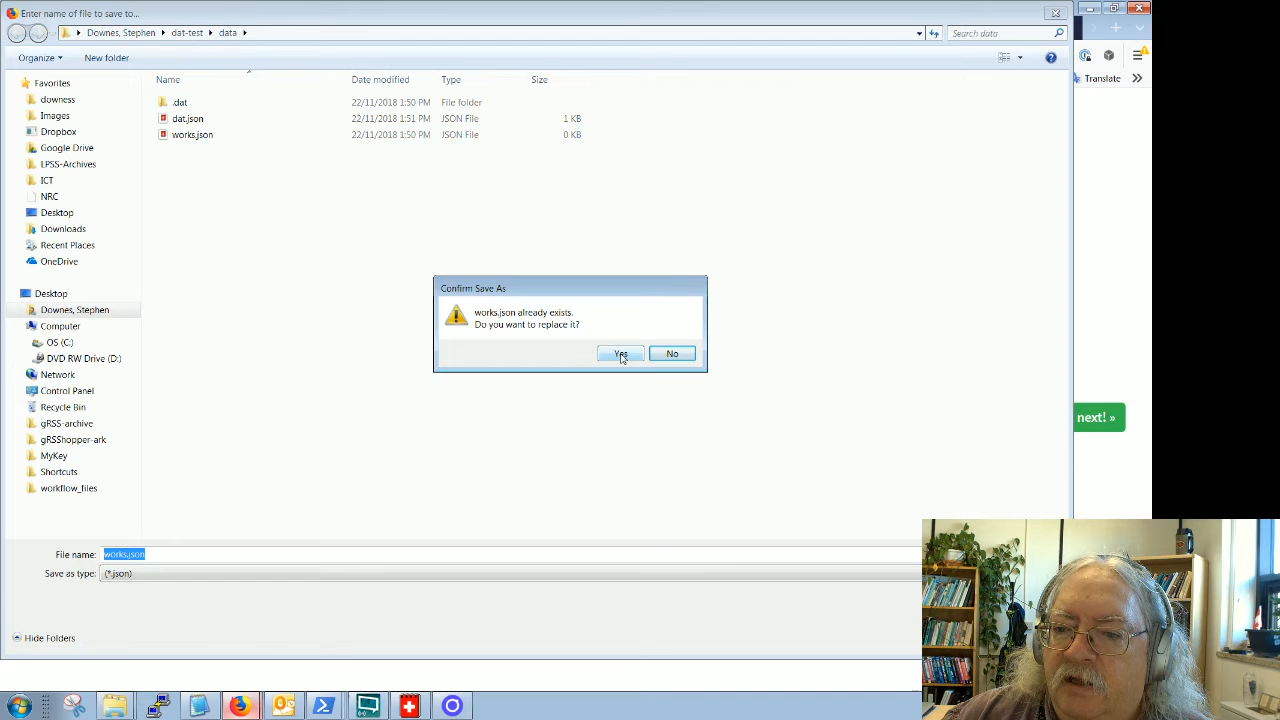 Enter name of file to save to...
Downes, Stephen
dat-test
data
Search data
Organize
New folder
Translate
Name
Date modified
Type
Size
.dat
22/11/2018 1:50 PM
File folder
dat.json
22/11/2018 1:51 PM
JSON File
1 KB
works.json
22/11/2018 1:50 PM
JSON File
0 KB
Favorites
downess
Images
Dropbox
Google Drive
LPSS-Archives
ICT
NRC
Desktop
Downloads
Recent Places
OneDrive
Desktop
Downes, Stephen
Computer
OS (C:)
DVD RW Drive (D:)
Network
Control Panel
Recycle Bin
gRSS-archive
gRSShopper-ark
MyKey
Shortcuts
workflow_files
Confirm Save As
works.json already exists.
Do you want to replace it?
Yes
No
next! »
File name: works.json
Save as type: (*.json)
Hide Folders